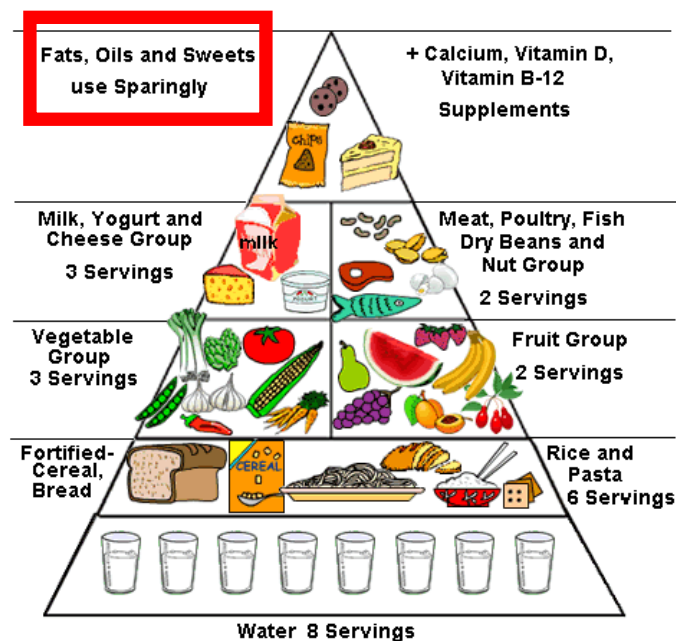 Fats, Oils and Sweets
use Sparingly
+ Calcium, Vitamin D,
Vitamin B-12
Supplements
CHIPS
Milk, Yogurt and
Cheese Group
3 Servings
milk
YOGURT
Meat, Poultry, Fish
Dry Beans and
Nut Group
2 Servings
Vegetable
Group
3 Servings
Fruit Group
2 Servings
Fortified-
Cereal,
Bread
CEREAL
Rice and
Pasta
6 Servings
Water 8 Servings